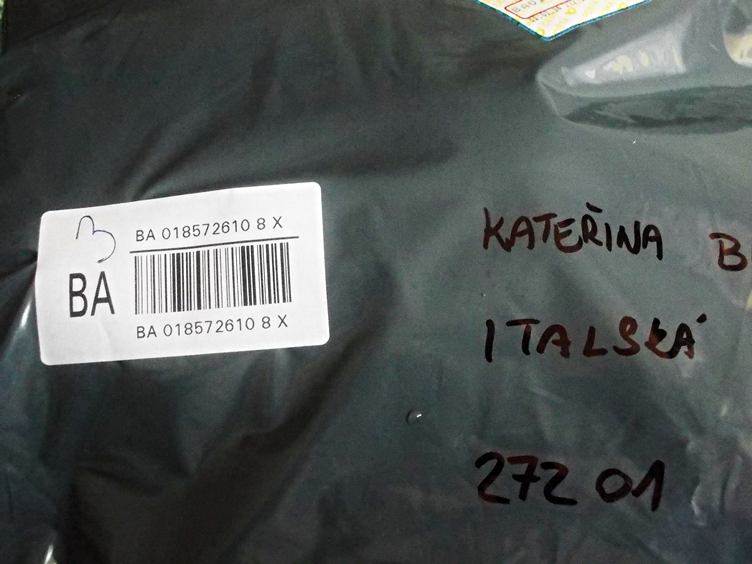 BA 018572610 8 X
BA
BA 018572610 8 X
KATEŘINA B
ITALSKÁ
272 01